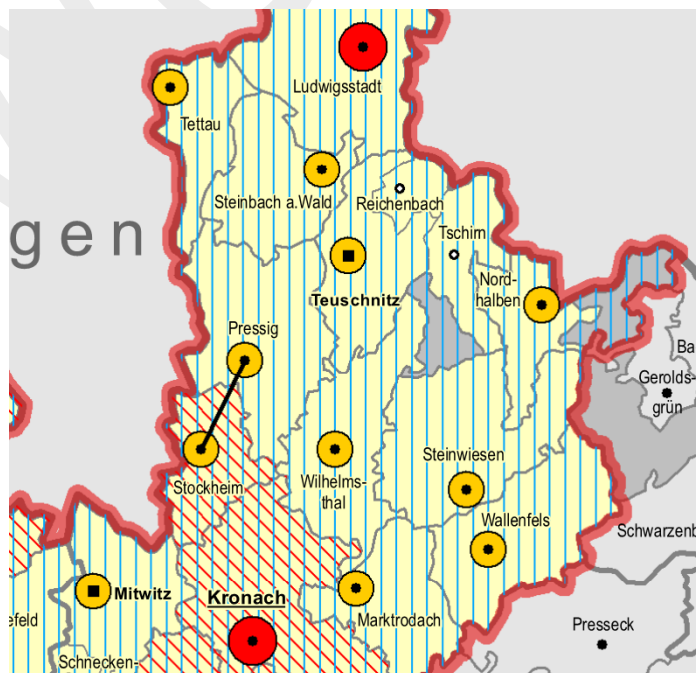 Ludwigsstadt
Tettau
Steinbach a.Wald
Reichenbach
Tschirn
gen
Nord-
halben
Teuschnitz
Pressig
Ba
Gerolds-
grün
Stockheim
Wilhelms-
thal
Steinwiesen
Wallenfels
Schwarzenb
Mitwitz
Kronach
Marktrodach
efeld
Presseck
Schnecken-